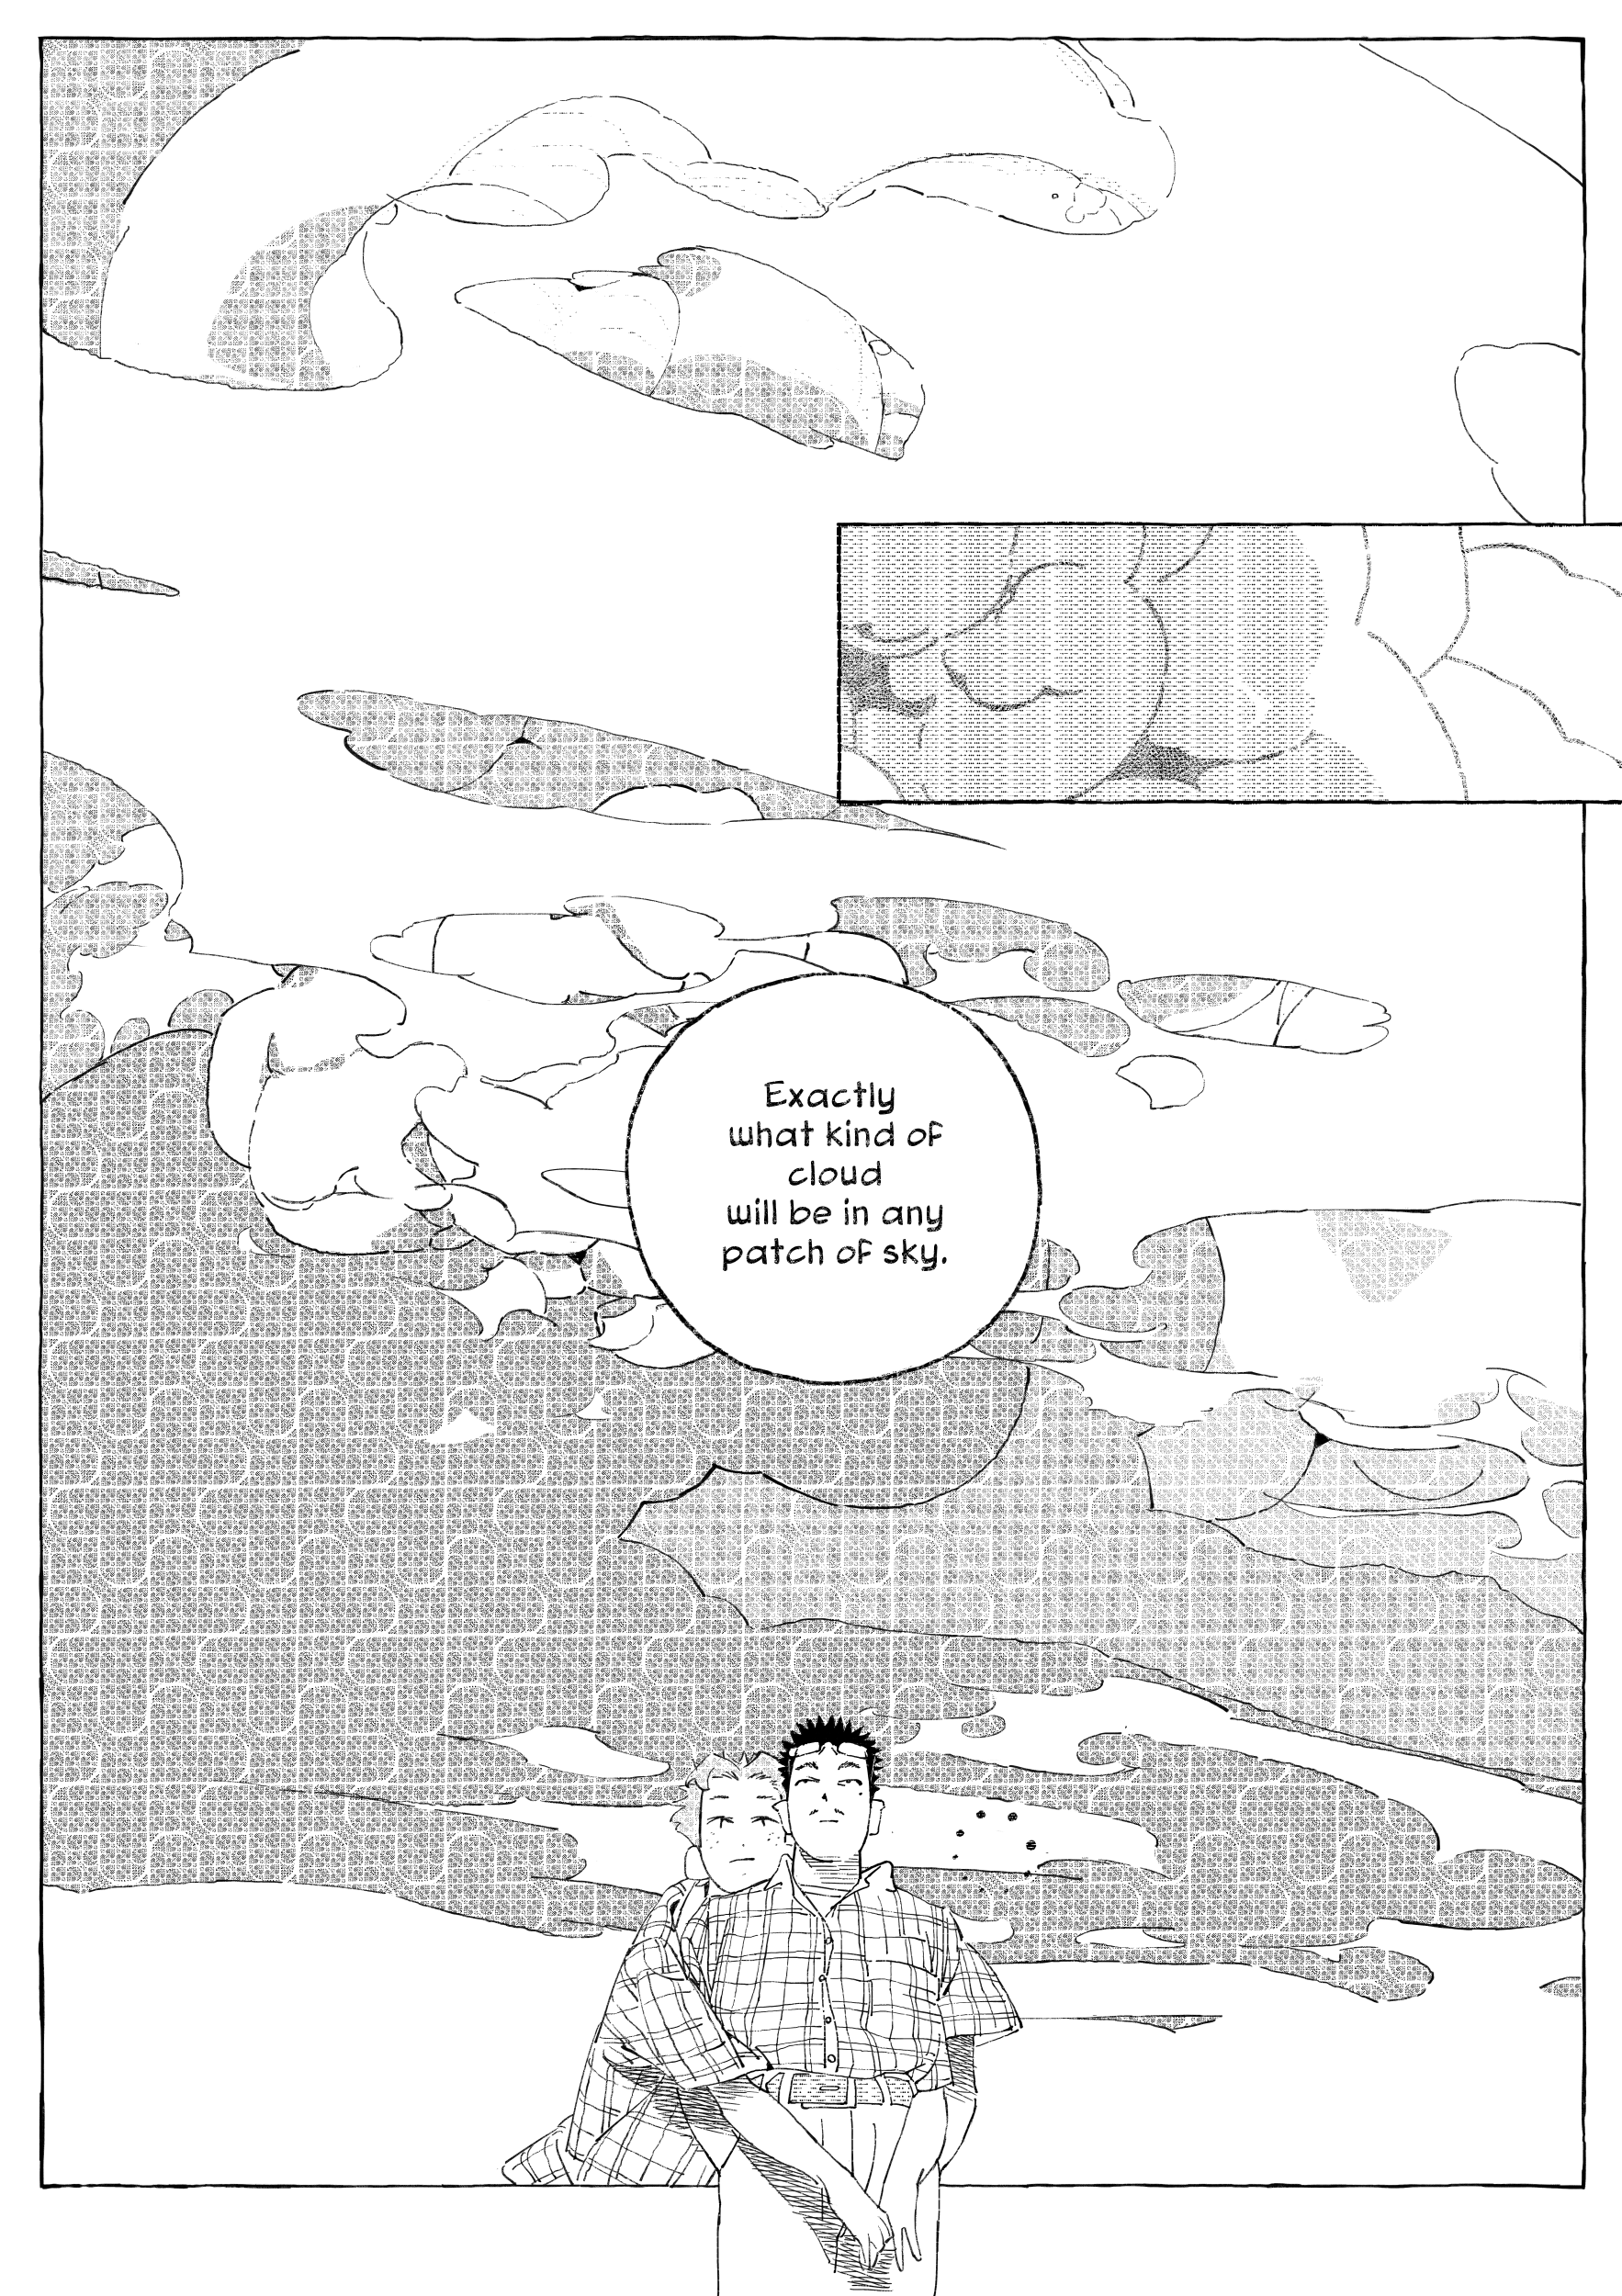 Exactly
what kind of
cloud
will be in any
patch of sky.